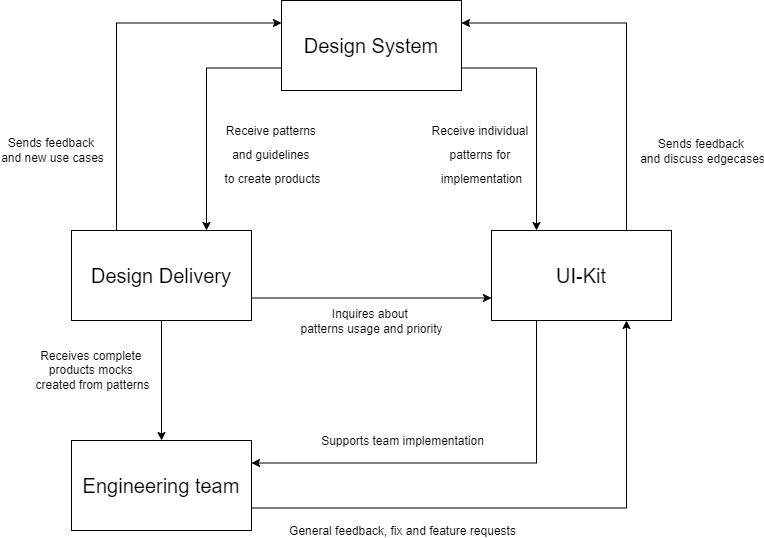 Design System
Sends feedback
and new use cases
Receive patterns
and guidelines
to create products
Receive individual
patterns for
implementation
Sends feedback
and discuss edgecases
Design Delivery
UI-Kit
Inquires about
patterns usage and priority
Receives complete
products mocks
created from patterns
Supports team implementation
Engineering team
General feedback, fix and feature requests